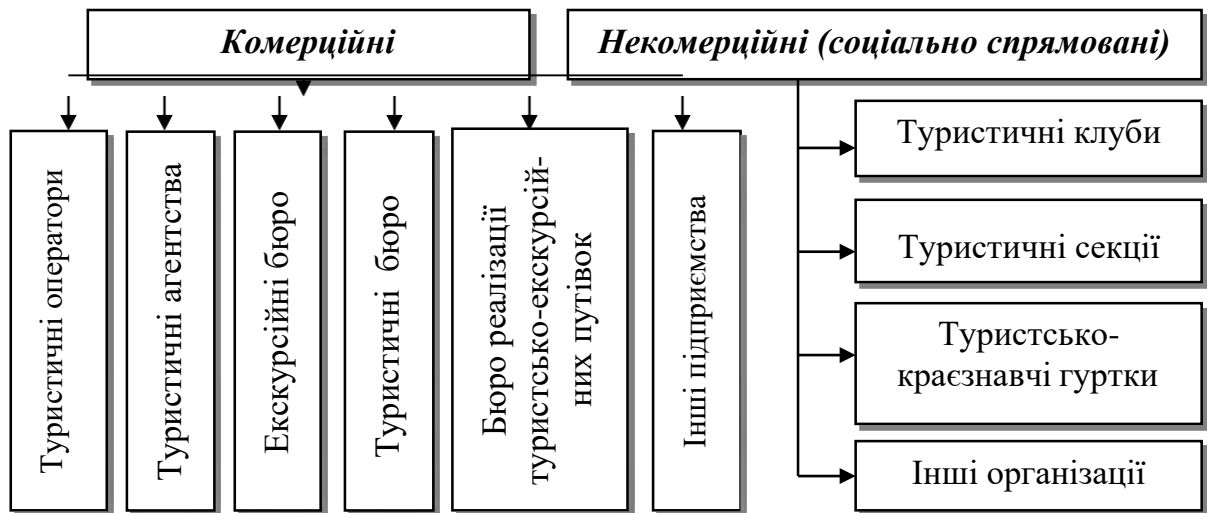 Комерційні
Некомерційні (соціально спрямовані)
Туристичні оператори
Туристичні агентства
Екскурсійні бюро
Туристичні бюро
Бюро реалізації
туристсько-екскурсій-
них путівок
Інші підприємства
Туристичні клуби
Туристичні секції
Туристсько-
краєзнавчі гуртки
Інші організації